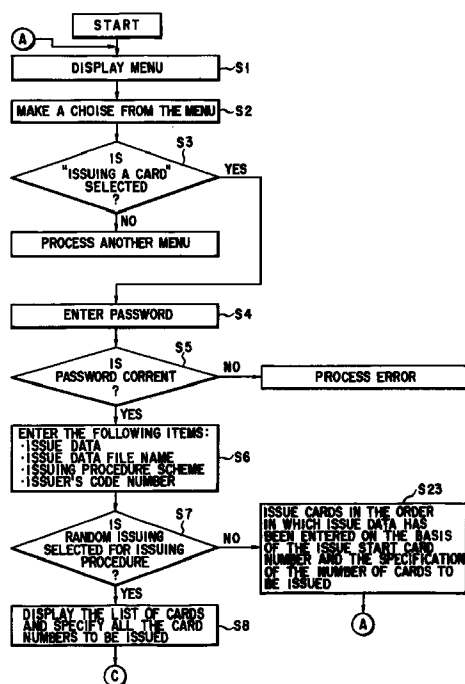 START
A
DISPLAY MENU
S1
MAKE A CHOISE FROM THE MENU
S2
S3
IS
"ISSUING A CARD"
SELECTED
?
YES
NO
PROCESS ANOTHER MENU
ENTER PASSWORD
S4
S5
IS
PASSWORD CORRENT
?
NO
PROCESS ERROR
YES
ENTER THE FOLLOWING ITEMS:
·ISSUE DATA
·ISSUE DATA FILE NAME
·ISSUING PROCEDURE SCHEME
·ISSUER'S CODE NUMBER
S6
S7
IS
RANDOM ISSUING
SELECTED FOR ISSUING
PROCEDURE
?
NO
S23
ISSUE CARDS IN THE ORDER
IN WHICH ISSUE DATA HAS
BEEN ENTERED ON THE BASIS
OF THE ISSUE START CARD
NUMBER AND THE SPECIFICATION
OF THE NUMBER OF CARDS TO
BE ISSUED
A
YES
DISPLAY THE LIST OF CARDS
AND SPECIFY ALL THE CARD
NUMBERS TO BE ISSUED
S8
C